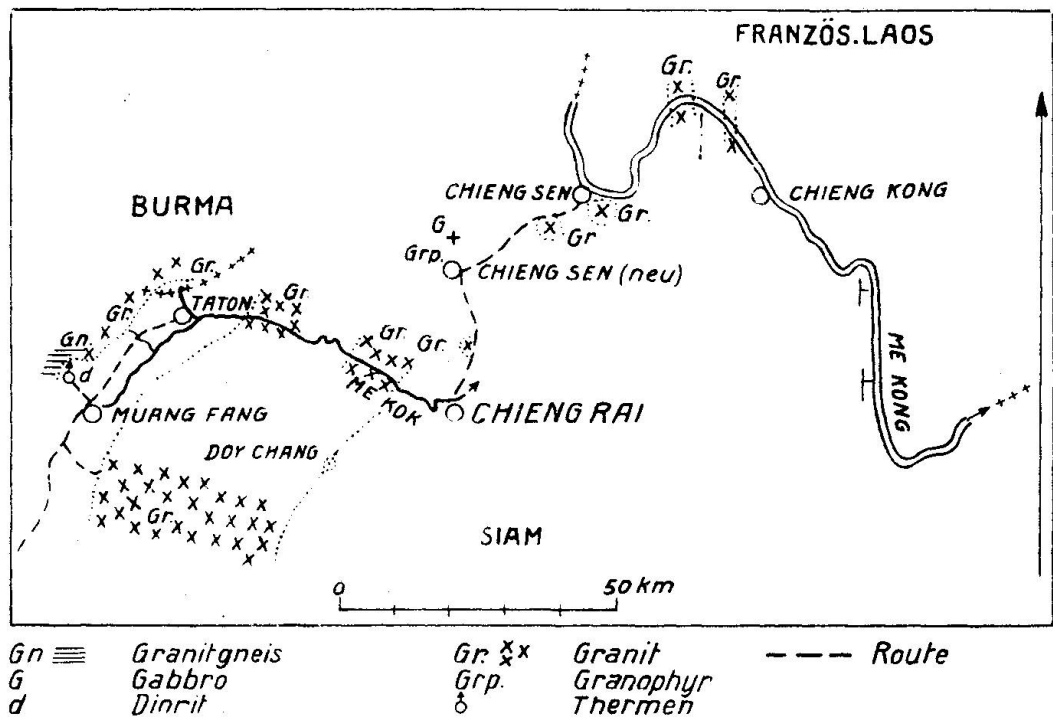 FRANZÖS.LAOS
Gr. Gr.
CHIENG SEN CHIENG KONG
BURMA Gr.
G Gr
Grp.
CHIENG SEN (neu)
Gr.
TATON Gr.
Gr.
Gn. Gr. Gr.
d
ME KOK ME KONG
MUANG FANG CHIENG RAI
DOY CHANG
Gr.
SIAM
0 50 km
Gn Granitgneis Gr. Granit Route
G Gabbro Grp. Granophyr
d Dinrit Thermen